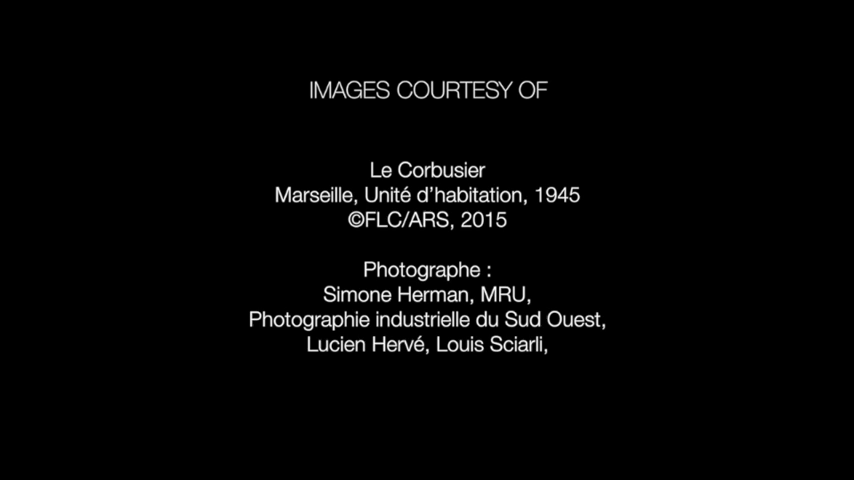 IMAGES COURTESY OF
Le Corbusier
Marseille, Unité d'habitation, 1945
©FLC/ARS, 2015
Photographe :
Simone Herman, MRU,
Photographie industrielle du Sud Ouest,
Lucien Hervé, Louis Sciarli,